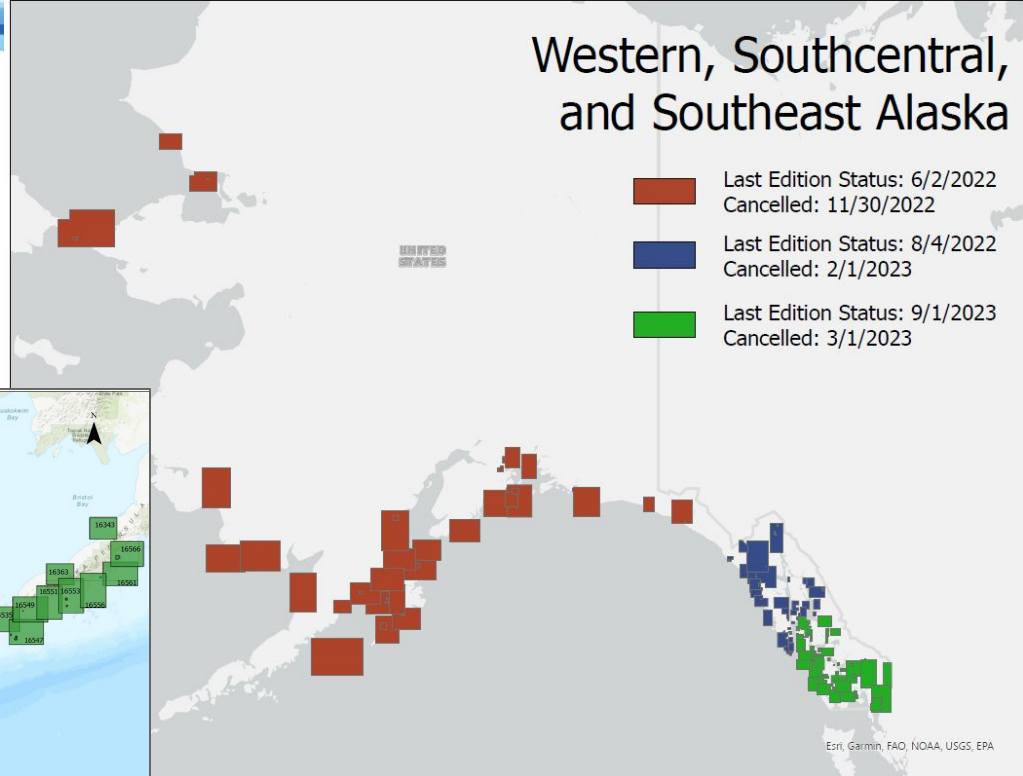 Western, Southcentral,
and Southeast Alaska
Last Edition Status: 6/2/2022
Cancelled: 11/30/2022
Last Edition Status: 8/4/2022
Cancelled: 2/1/2023
Last Edition Status: 9/1/2023
Cancelled: 3/1/2023
UNITED
STATES
N
Bay
Bristol
Bay
16343
16566
16363
16561
16551
16553
16549
16556
16547
Esri, Garmin, FAO, NOAA, USGS, EPA